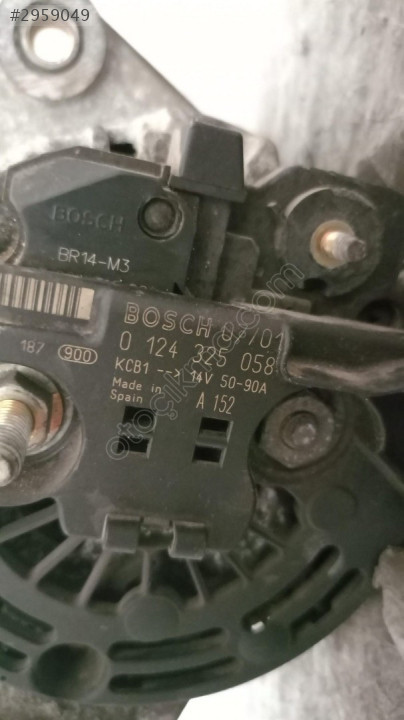 #2959049
BOSCH
BR14-M3
BOSCH 07/01
187 900 0 124 325 058
KCB1 --> 14V 50-90A
Made in Spain A 152
otocikma.com